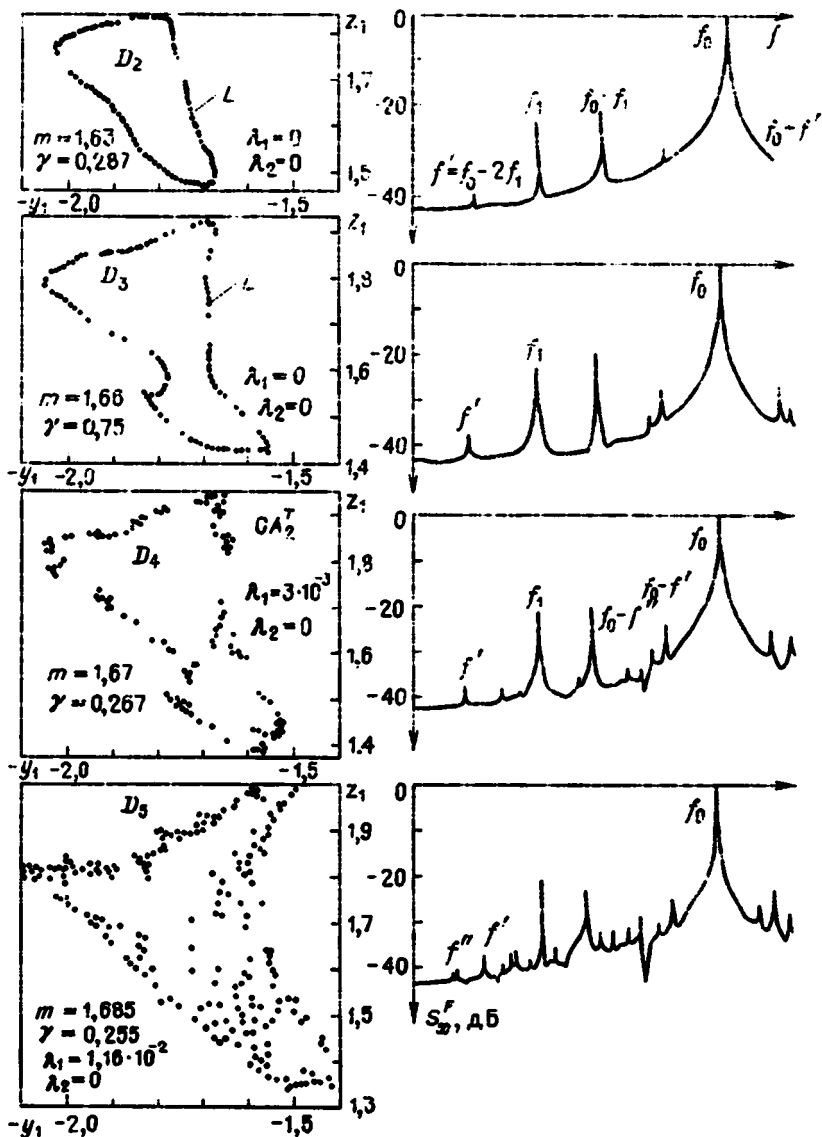 z₁
D₂
1,7
L
m=1,63
γ=0,287
λ₁=0
λ₂=0
1,5
-y₁ -2,0
-1,5
0
f₀
f
-20
f₁
f₀-f₁
f'=f₀-2f₁
f₀-f'
-40
z₁
D₃
1,8
L
1,6
m=1,66
γ=0,75
λ₁=0
λ₂=0
1,4
-y₁ -2,0
-1,5
0
f₀
-20
f₁
f'
-40
z₁
CA₂ᵀ
D₄
1,8
λ₁=3·10⁻³
λ₂=0
1,6
m=1,67
γ=0,267
1,4
-y₁ -2,0
-1,5
0
f₀
-20
f₁
f₀-f"
f₀-f'
f'
-40
D₅
z₁
1,9
1,7
1,5
m=1,685
γ=0,255
λ₁=1,16·10⁻²
λ₂=0
1,3
-y₁ -2,0
-1,5
0
f₀
-20
f" f'
-40
дБ